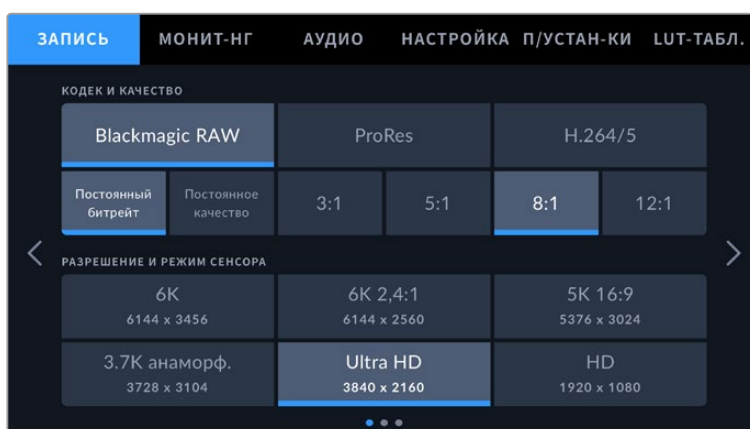 ЗАПИСЬ МОНИТ-НГ АУДИО НАСТРОЙКА П/УСТАН-КИ LUT-ТАБЛ.
КОДЕК И КАЧЕСТВО
Blackmagic RAW ProRes H.264/5
Постоянный битрейт Постоянное качество 3:1 5:1 8:1 12:1
РАЗРЕШЕНИЕ И РЕЖИМ СЕНСОРА
6K 6K 2,4:1 5K 16:9
6144 x 3456 6144 x 2560 5376 x 3024
3.7K анаморф. Ultra HD HD
3728 x 3104 3840 x 2160 1920 x 1080